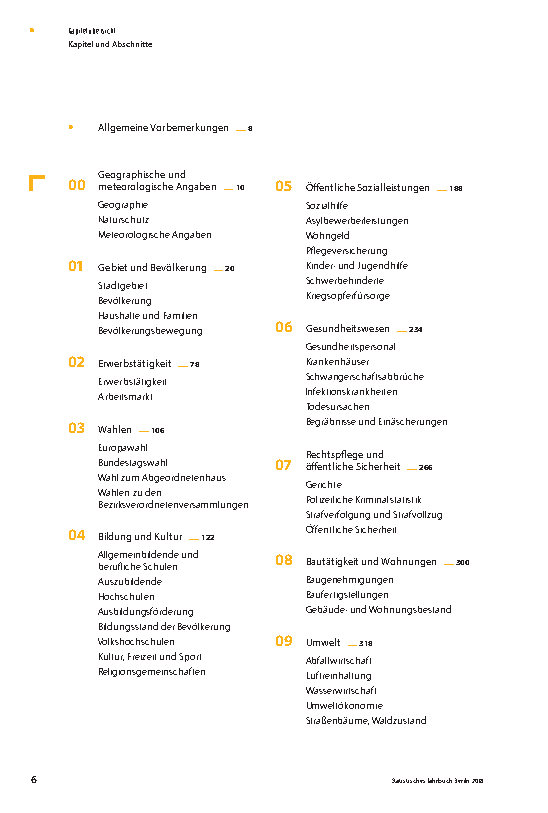 Kapitelübersicht
Kapitel und Abschnitte
Allgemeine Vorbemerkungen — 8
Geographische und
00 meteorologische Angaben — 10
Geographie
Naturschutz
Meteorologische Angaben
01 Gebiet und Bevölkerung — 20
Stadtgebiet
Bevölkerung
Haushalte und Familien
Bevölkerungsbewegung
02 Erwerbstätigkeit — 78
Erwerbstätigkeit
Arbeitsmarkt
03 Wahlen — 106
Europawahl
Bundestagswahl
Wahl zum Abgeordnetenhaus
Wahlen zu den
Bezirksverordnetenversammlungen
04 Bildung und Kultur — 122
Allgemeinbildende und
berufliche Schulen
Auszubildende
Hochschulen
Ausbildungsförderung
Bildungsstand der Bevölkerung
Volkshochschulen
Kultur, Freizeit und Sport
Religionsgemeinschaften
05 Öffentliche Sozialleistungen — 188
Sozialhilfe
Asylbewerberleistungen
Wohngeld
Pflegeversicherung
Kinder- und Jugendhilfe
Schwerbehinderte
Kriegsopferfürsorge
06 Gesundheitswesen — 234
Gesundheitspersonal
Krankenhäuser
Schwangerschaftsabbrüche
Infektionskrankheiten
Todesursachen
Begräbnisse und Einäscherungen
Rechtspflege und
07 öffentliche Sicherheit — 266
Gerichte
Polizeiliche Kriminalstatistik
Strafverfolgung und Strafvollzug
Öffentliche Sicherheit
08 Bautätigkeit und Wohnungen — 300
Baugenehmigungen
Baufertigstellungen
Gebäude- und Wohnungsbestand
09 Umwelt — 318
Abfallwirtschaft
Luftreinhaltung
Wasserwirtschaft
Umweltökonomie
Straßenbäume, Waldzustand
6
Statistisches Jahrbuch Berlin 2018